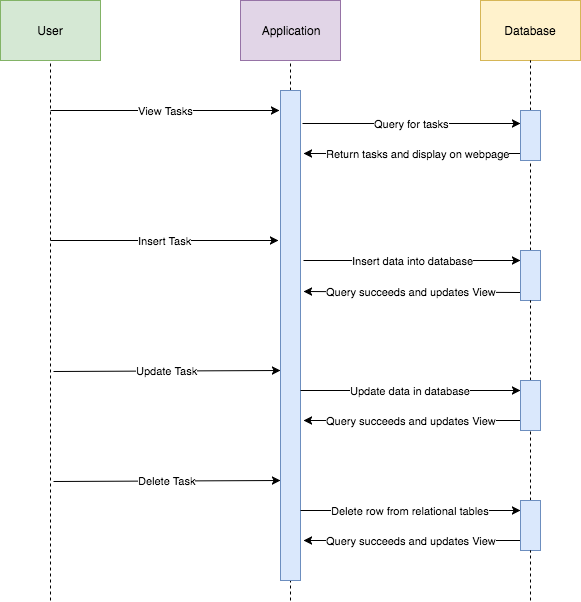 User
Application
Database
View Tasks
Query for tasks
Return tasks and display on webpage
Insert Task
Insert data into database
Query succeeds and updates View
Update Task
Update data in database
Query succeeds and updates View
Delete Task
Delete row from relational tables
Query succeeds and updates View